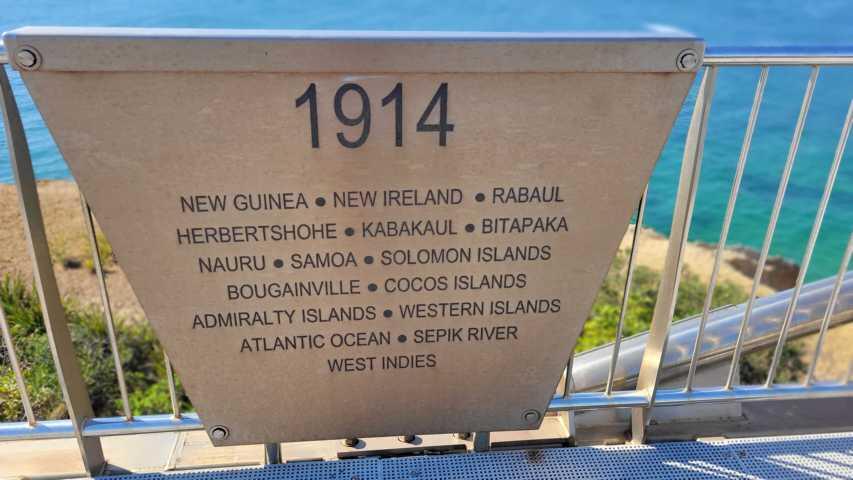 1914
NEW GUINEA ● NEW IRELAND ● RABAUL
HERBERTSHOHE ● KABAKAUL ● BITAPAKA
NAURU ● SAMOA ● SOLOMON ISLANDS
BOUGAINVILLE ● COCOS ISLANDS
ADMIRALTY ISLANDS ● WESTERN ISLANDS
ATLANTIC OCEAN ● SEPIK RIVER
WEST INDIES